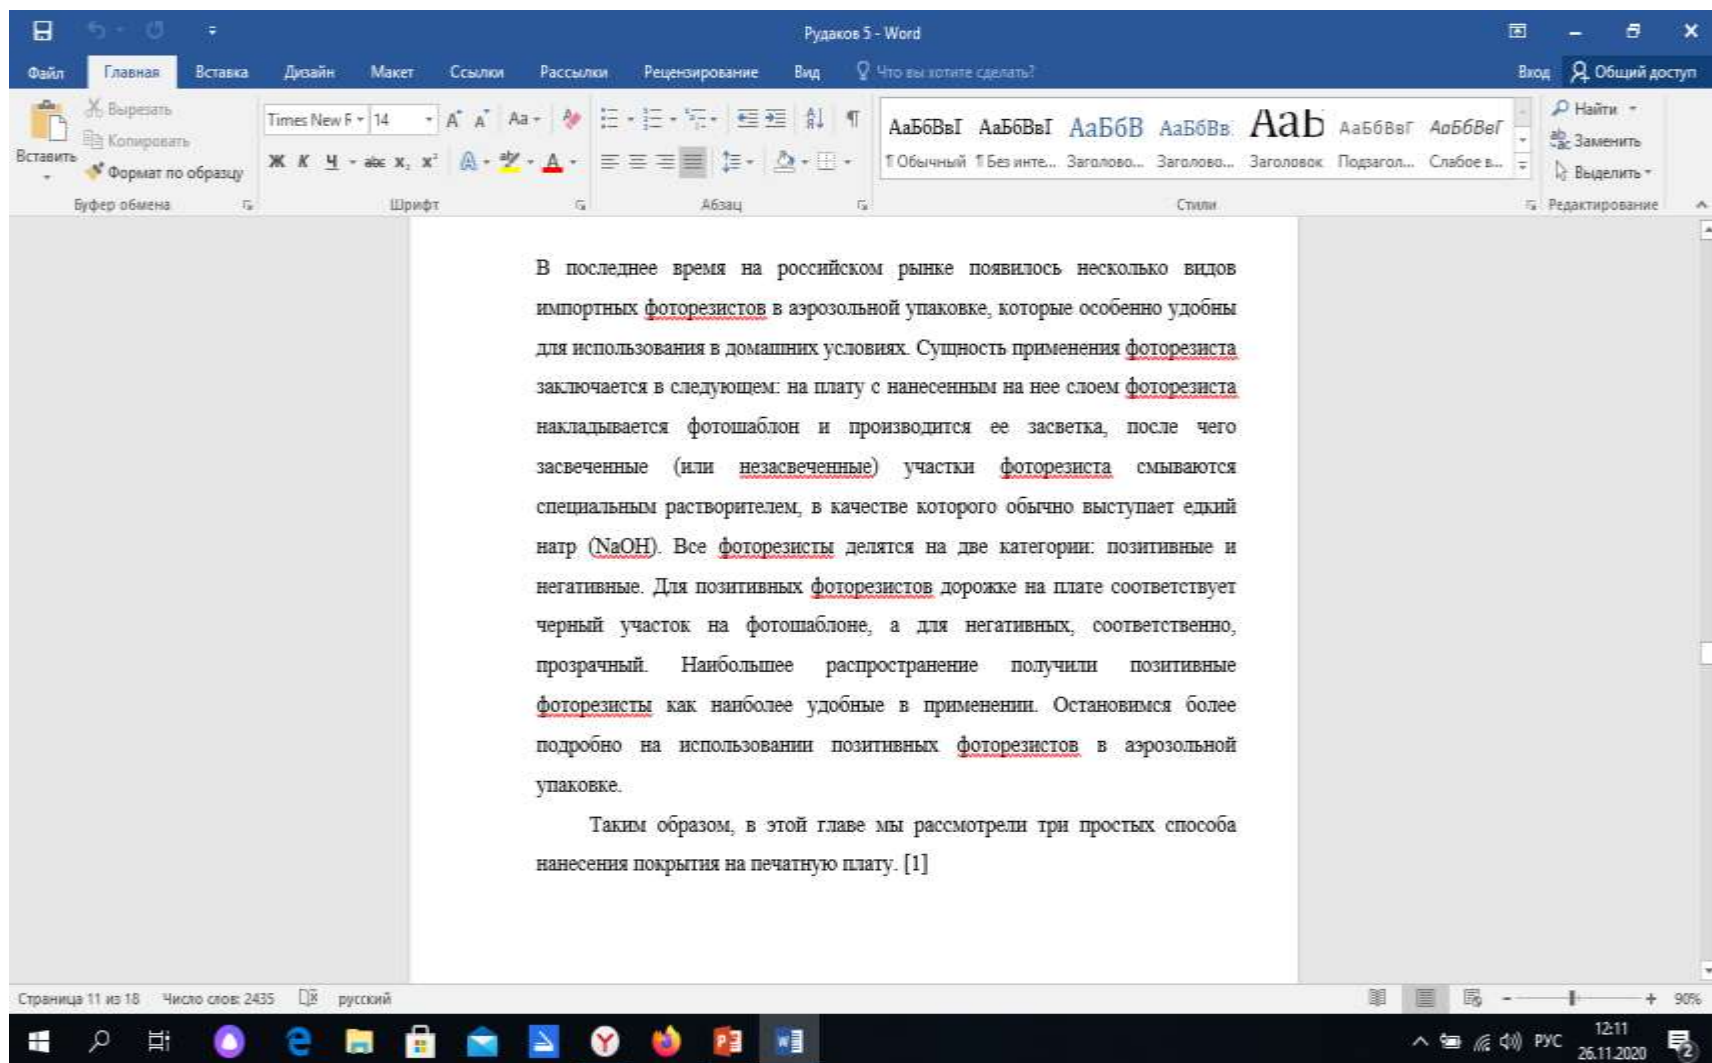 Рудаков 5 - Word
Файл Главная Вставка Дизайн Макет Ссылки Рассылки Рецензирование Вид Что вы хотите сделать? Вход Общий доступ
Вставить
Вырезать
Копировать
Формат по образцу
Буфер обмена
Times New F 14
Ж К Ч abc x, x²
Шрифт
Абзац
АаБбВвГ АаБбВвГ АаБбВ АаБбВв АаЬ АаБбВвГ АаБбВвГ
¶ Обычный ¶ Без инте... Заголово... Заголово... Заголовок Подзагол... Слабое в...
Стили
Найти
Заменить
Выделить
Редактирование
В последнее время на российском рынке появилось несколько видов
импортных фоторезистов в аэрозольной упаковке, которые особенно удобны
для использования в домашних условиях. Сущность применения фоторезиста
заключается в следующем: на плату с нанесенным на нее слоем фоторезиста
накладывается фотошаблон и производится ее засветка, после чего
засвеченные (или незасвеченные) участки фоторезиста смываются
специальным растворителем, в качестве которого обычно выступает едкий
натр (NaOH). Все фоторезисты делятся на две категории: позитивные и
негативные. Для позитивных фоторезистов дорожке на плате соответствует
черный участок на фотошаблоне, а для негативных, соответственно,
прозрачный. Наибольшее распространение получили позитивные
фоторезисты как наиболее удобные в применении. Остановимся более
подробно на использовании позитивных фоторезистов в аэрозольной
упаковке.
Таким образом, в этой главе мы рассмотрели три простых способа
нанесения покрытия на печатную плату. [1]
Страница 11 из 18 Число слов: 2435 русский 90%
РУС 12:11
26.11.2020